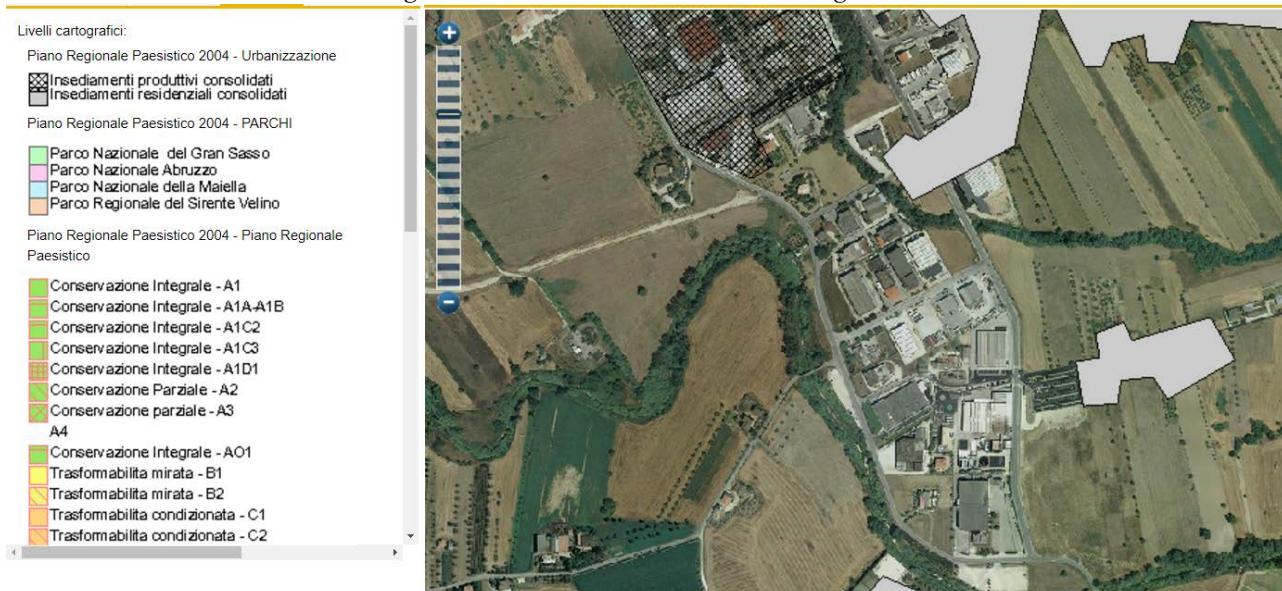 Livelli cartografici:
Piano Regionale Paesistico 2004 - Urbanizzazione
Insediamenti produttivi consolidati
Insediamenti residenziali consolidati
Piano Regionale Paesistico 2004 - PARCHI
Parco Nazionale del Gran Sasso
Parco Nazionale Abruzzo
Parco Nazionale della Maiella
Parco Regionale del Sirente Velino
Piano Regionale Paesistico 2004 - Piano Regionale
Paesistico
Conservazione Integrale - A1
Conservazione Integrale - A1A-A1B
Conservazione Integrale - A1C2
Conservazione Integrale - A1C3
Conservazione Integrale - A1D1
Conservazione Parziale - A2
Conservazione parziale - A3
A4
Conservazione Integrale - AO1
Trasformabilita mirata - B1
Trasformabilita mirata - B2
Trasformabilita condizionata - C1
Trasformabilita condizionata - C2